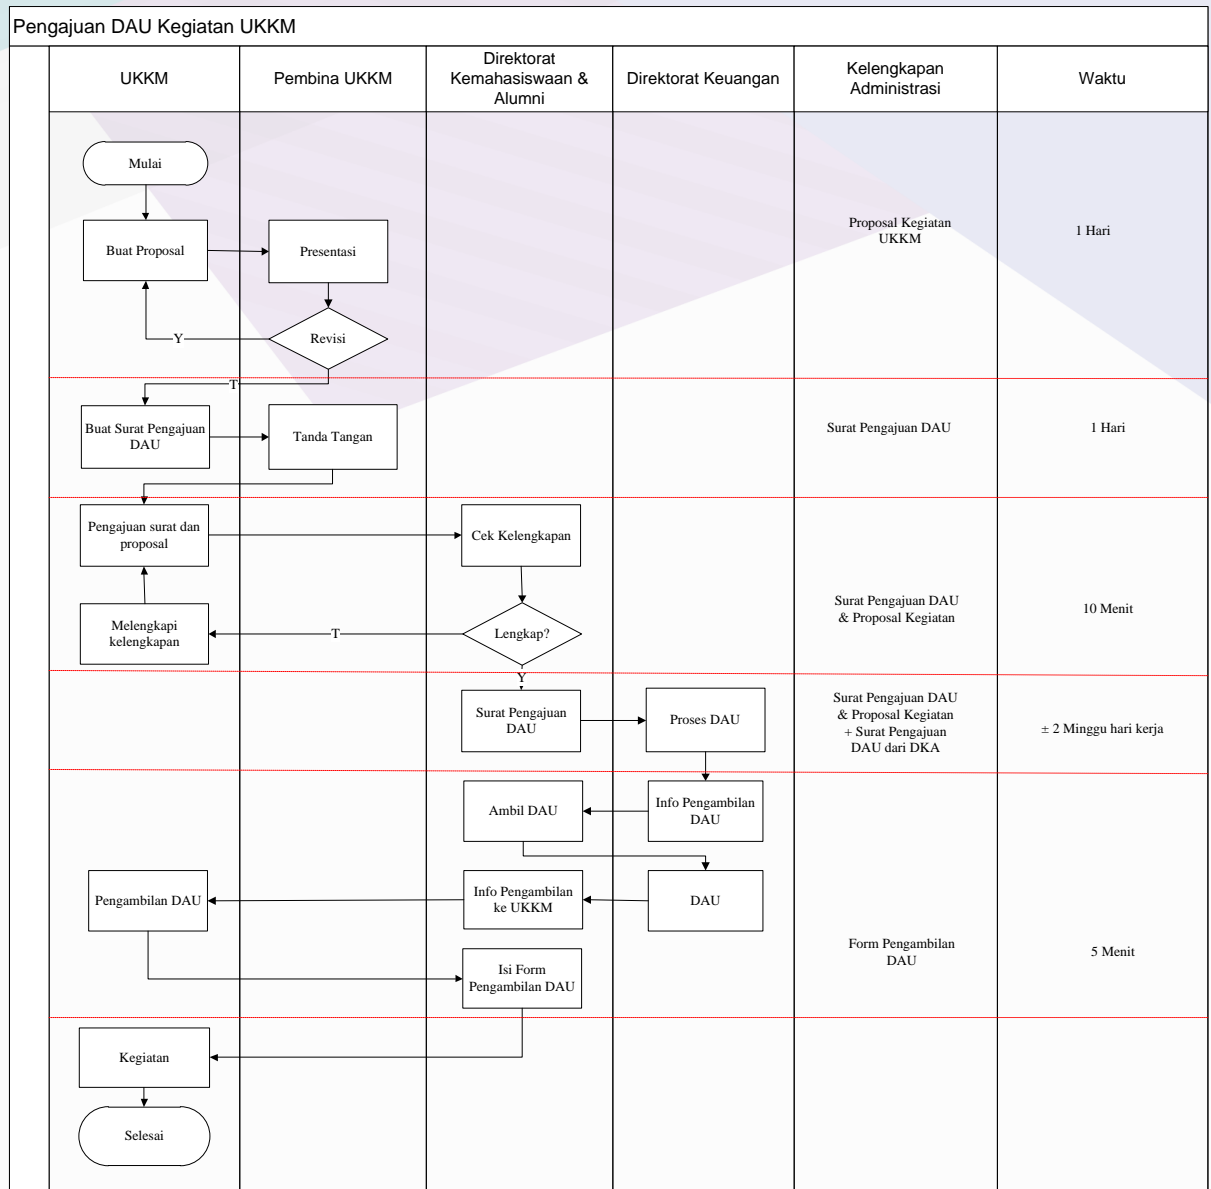 Pengajuan DAU Kegiatan UKKM
UKKM
Pembina UKKM
Direktorat
Kemahasiswaan &
Alumni
Direktorat Keuangan
Kelengkapan
Administrasi
Waktu
Mulai
Buat Proposal
Presentasi
Proposal Kegiatan
UKKM
1 Hari
Revisi
Y
T
Buat Surat Pengajuan
DAU
Tanda Tangan
Surat Pengajuan DAU
1 Hari
Pengajuan surat dan
proposal
Cek Kelengkapan
Melengkapi
kelengkapan
T
Lengkap?
Surat Pengajuan DAU
& Proposal Kegiatan
10 Menit
Y
Surat Pengajuan
DAU
Proses DAU
Surat Pengajuan DAU
& Proposal Kegiatan
+ Surat Pengajuan
DAU dari DKA
± 2 Minggu hari kerja
Ambil DAU
Info Pengambilan
DAU
Pengambilan DAU
Info Pengambilan
ke UKKM
DAU
Form Pengambilan
DAU
5 Menit
Isi Form
Pengambilan DAU
Kegiatan
Selesai